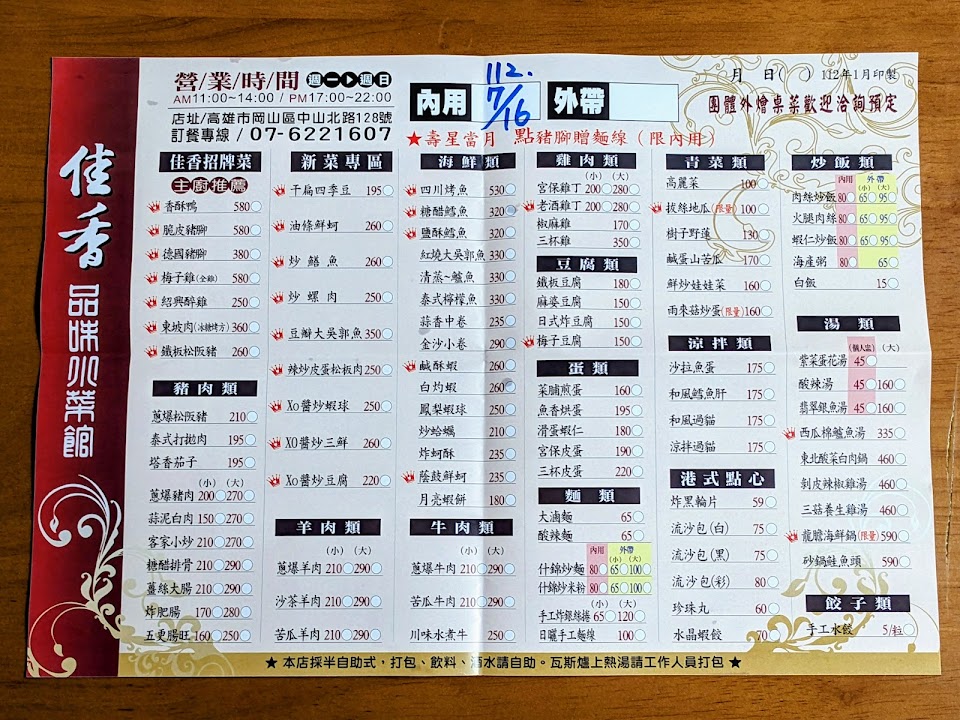 佳香 品味小菜館
營/業/時/間 週一▶週日
AM11:00~14:00 / PM17:00~22:00
店址/高雄市岡山區中山北路128號
訂餐專線 / 07-6221607
內用 112. 7/16 外帶
月 日( ) 112年1月印製
團體外燴桌菜歡迎洽詢預定
★壽星當月 點豬腳贈麵線(限內用)
佳香招牌菜
主廚推薦
香酥鴨 580
脆皮豬腳 580
德國豬腳 380
梅子雞(全雞) 580
紹興醉雞 250
東坡肉(冰糖烤方) 360
鐵板松阪豬 260
豬肉類
蔥爆松阪豬 210
泰式打拋肉 195
塔香茄子 195
(小) (大)
蔥爆豬肉 200 270
蒜泥白肉 150 270
客家小炒 210 270
糖醋排骨 210 290
薑絲大腸 210 290
炸肥腸 170 280
五更腸旺 160 250
新菜專區
干扁四季豆 195
油條鮮蚵 260
炒鱔魚 260
炒螺肉 250
豆瓣大吳郭魚 350
辣炒皮蛋松板肉 250
Xo醬炒蝦球 250
XO醬炒三鮮 260
Xo醬炒豆腐 220
羊肉類
(小) (大)
蔥爆羊肉 210 290
沙茶羊肉 210 290
苦瓜羊肉 210 290
海鮮類
四川烤魚 530
糖醋鱈魚 320
鹽酥鱈魚 320
紅燒大吳郭魚 330
清蒸~鱸魚 330
泰式檸檬魚 330
蒜香中卷 235
金沙小卷 290
鹹酥蝦 260
白灼蝦 260
鳳梨蝦球 250
炒蛤蠣 210
炸蚵酥 235
蔭豉鮮蚵 235
月亮蝦餅 180
牛肉類
(小) (大)
蔥爆牛肉 210 290
苦瓜牛肉 210 290
川味水煮牛 250
雞肉類
(小) (大)
宮保雞丁 200 280
老酒雞丁 200 280
椒麻雞 170
三杯雞 350
豆腐類
鐵板豆腐 180
麻婆豆腐 150
日式炸豆腐 150
梅子豆腐 150
蛋類
菜脯煎蛋 160
魚香烘蛋 195
滑蛋蝦仁 180
宮保皮蛋 190
三杯皮蛋 220
麵類
大滷麵 65
酸辣麵 65
內用 外帶
(小) (大)
什錦炒麵 80 65 100
什錦炒米粉 80 65 100
(小) (大)
手工炸銀絲捲 65 120
日曬手工麵線 100
青菜類
高麗菜 100
拔絲地瓜(限量) 100
樹子野蓮 130
鹹蛋山苦瓜 170
鮮炒娃娃菜 160
雨來菇炒蛋(限量) 160
涼拌類
沙拉魚蛋 175
和風鱈魚肝 175
和風過貓 175
涼拌過貓 175
港式點心
炸黑輪片 59
流沙包(白) 75
流沙包(黑) 75
流沙包(彩) 80
珍珠丸 60
水晶蝦餃 70
炒飯類
內用 外帶
(小) (大)
肉絲炒飯 80 65 95
火腿肉絲 80 65 95
蝦仁炒飯 80 65 95
海產粥 80 65
白飯 15
湯類
(個人盅) (大)
紫菜蛋花湯 45
酸辣湯 45 160
翡翠銀魚湯 45 160
西瓜綿鱸魚湯 335
東北酸菜白肉鍋 460
剝皮辣椒雞湯 460
三菇養生雞湯 460
龍膽海鮮鍋(限量) 590
砂鍋鮭魚頭 590
餃子類
手工水餃 5/粒
★ 本店採半自助式,打包、飲料、酒水請自助。瓦斯爐上熱湯請工作人員打包 ★